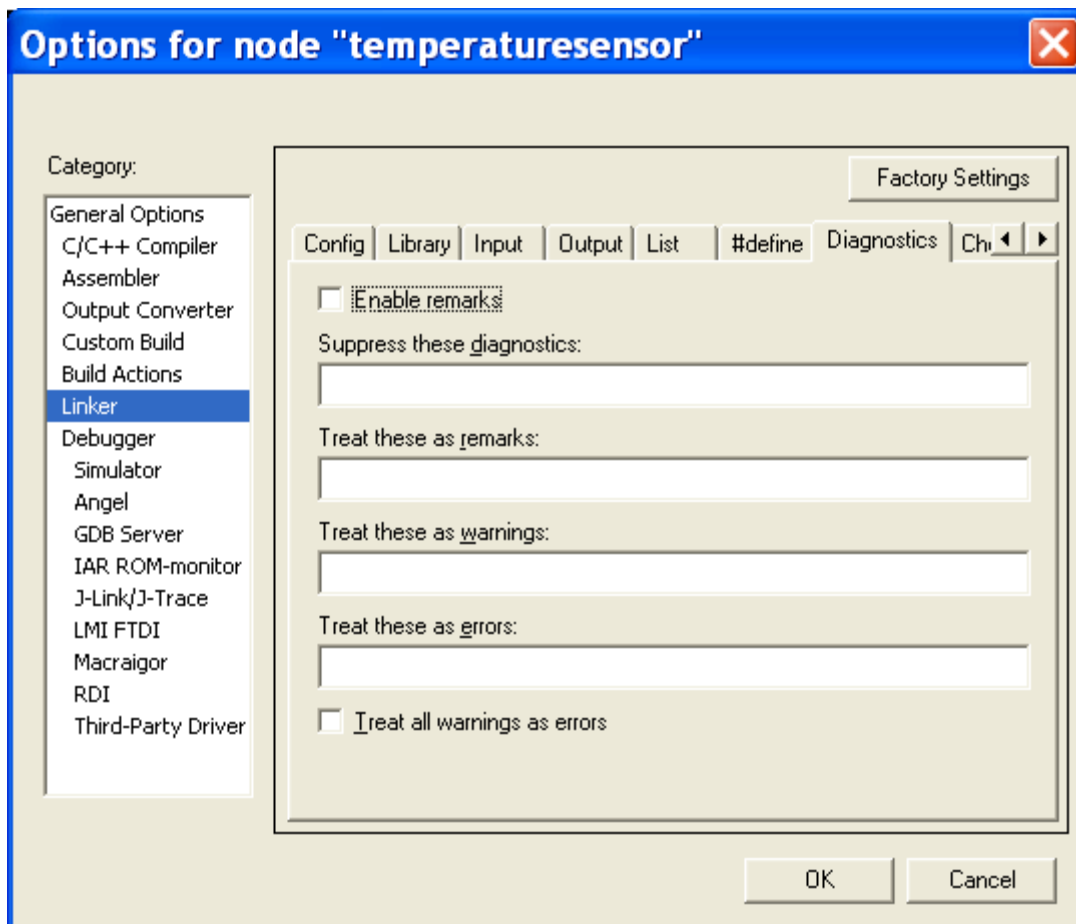 Options for node "temperaturesensor"
Category:
General Options
C/C++ Compiler
Assembler
Output Converter
Custom Build
Build Actions
Linker
Debugger
Simulator
Angel
GDB Server
IAR ROM-monitor
J-Link/J-Trace
LMI FTDI
Macraigor
RDI
Third-Party Driver
Factory Settings
Config Library Input Output List #define Diagnostics
Enable remarks
Suppress these diagnostics:
Treat these as remarks:
Treat these as warnings:
Treat these as errors:
Treat all warnings as errors
OK Cancel